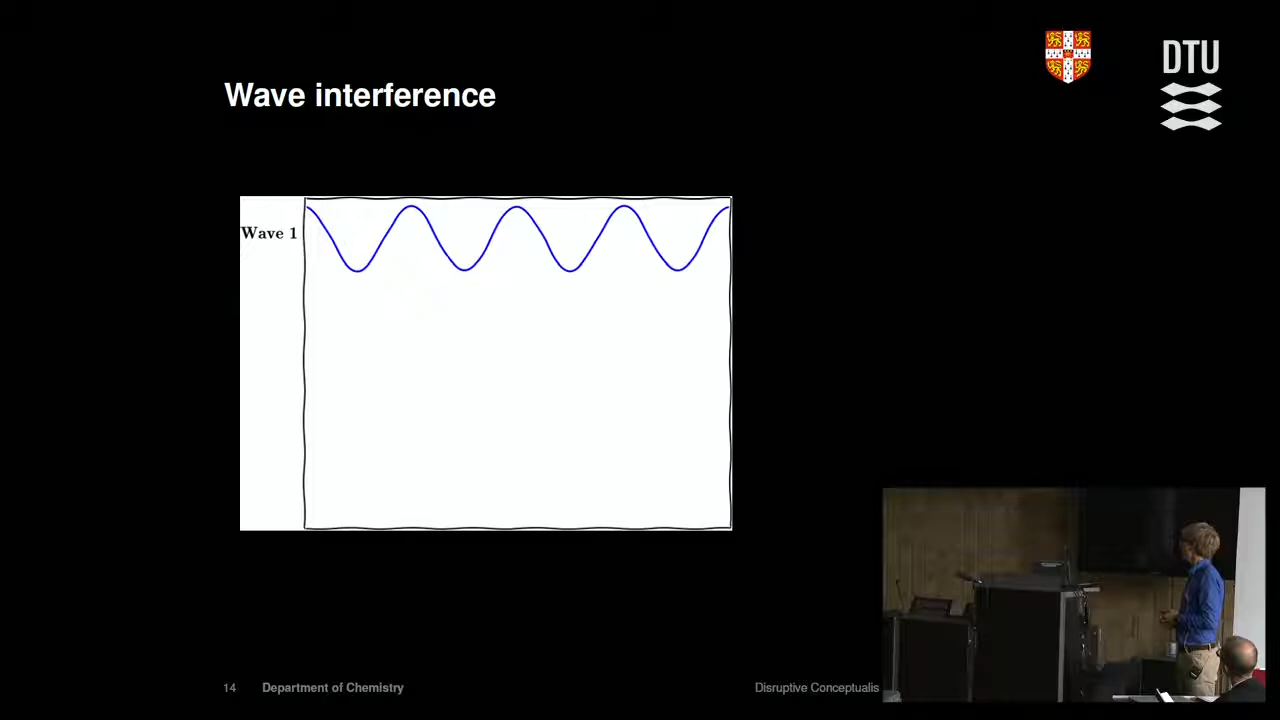 DTU
Wave interference
Wave 1
14 Department of Chemistry Disruptive Conceptualis